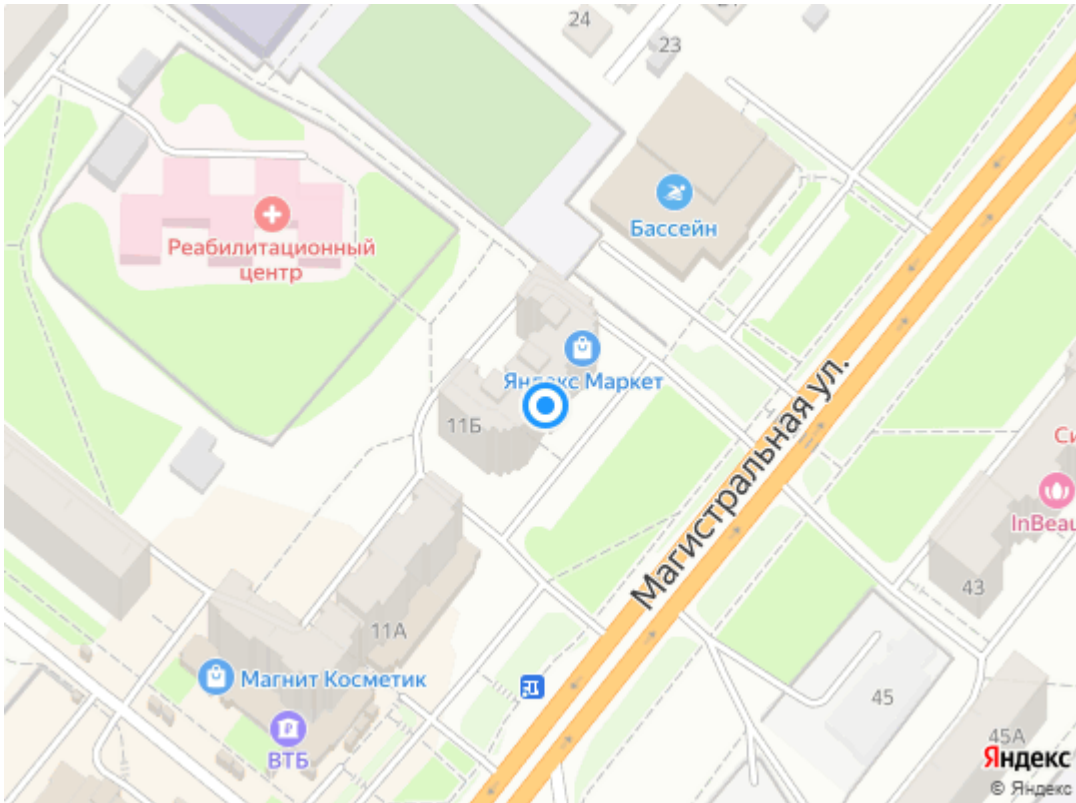 24
23
Бассейн
Реабилитационный
центр
Яндекс Маркет
11Б
Магистральная ул.
InBeau
43
11А
Магнит Косметик
45
ВТБ
45А
Яндекс
© Яндекс